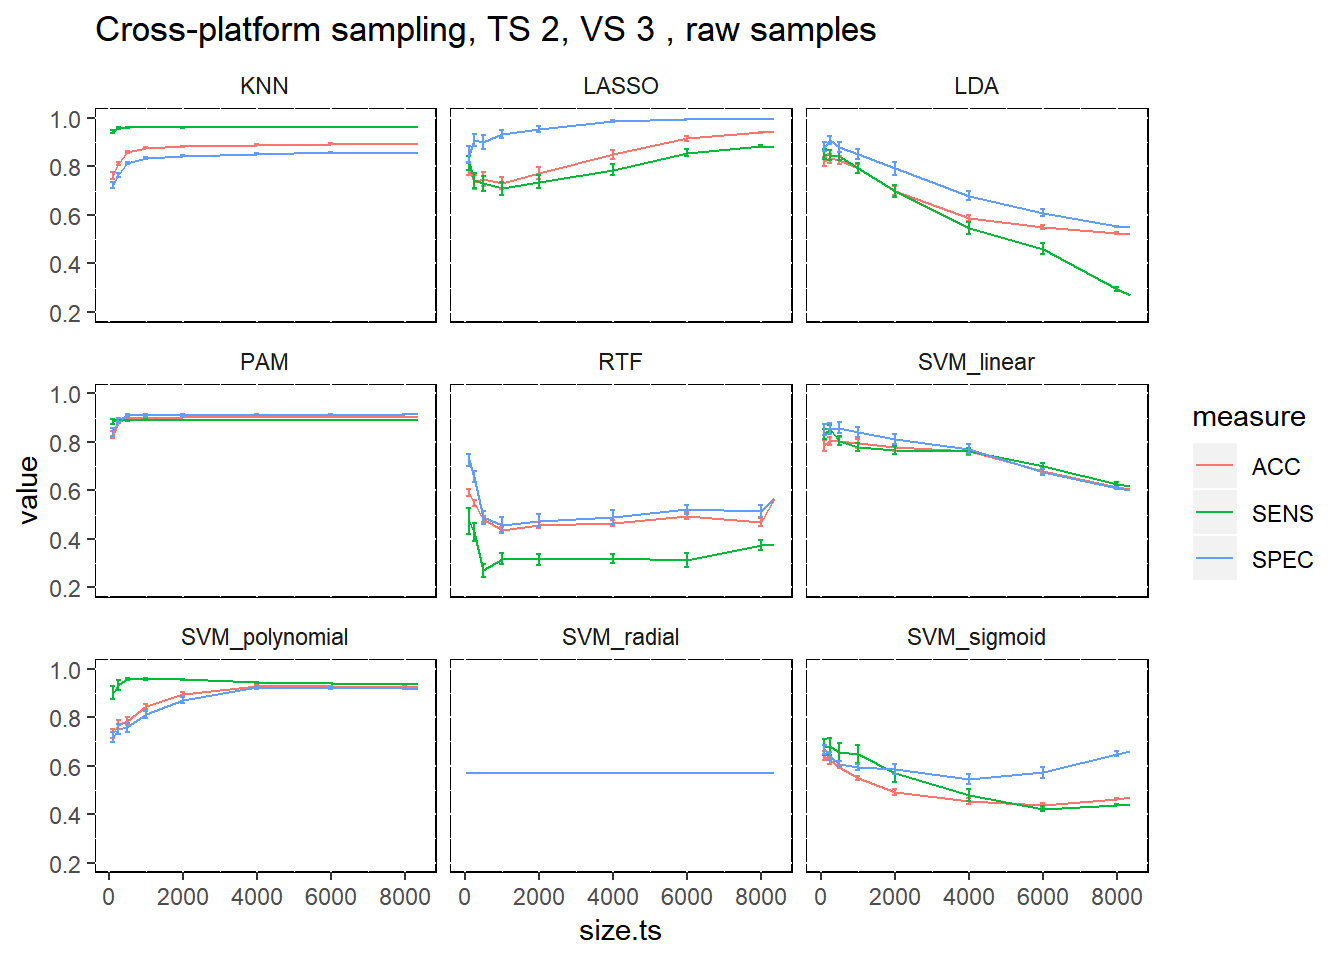 Cross-platform sampling, TS 2, VS 3 , raw samples
KNN
LASSO
LDA
1.0
0.8
0.6
0.4
0.2
PAM
RTF
SVM_linear
1.0
0.8
0.6
0.4
0.2
value
measure
ACC
SENS
SPEC
SVM_polynomial
SVM_radial
SVM_sigmoid
1.0
0.8
0.6
0.4
0.2
0 2000 4000 6000 8000
0 2000 4000 6000 8000
0 2000 4000 6000 8000
size.ts